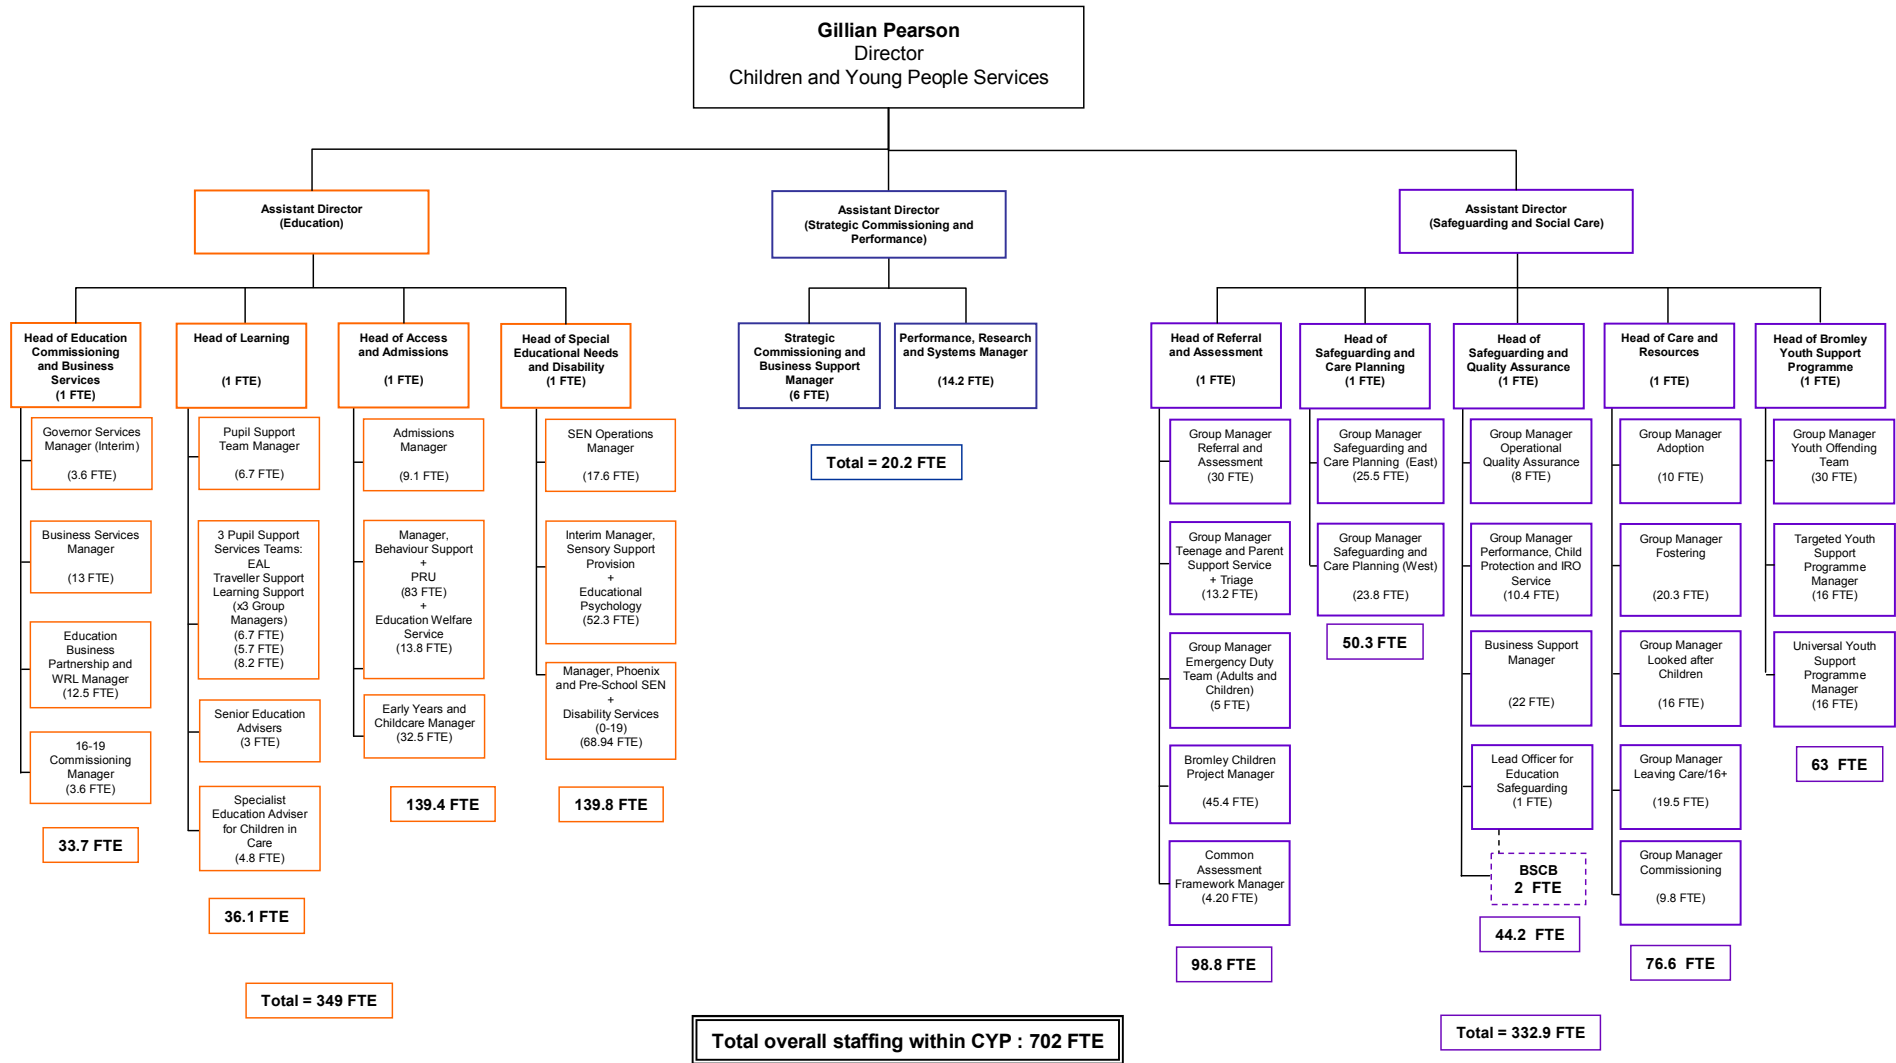 Gillian Pearson
Director
Children and Young People Services
Assistant Director
(Education)
Assistant Director
(Strategic Commissioning and
Performance)
Assistant Director
(Safeguarding and Social Care)
Head of Education
Commissioning
and Business
Services
(1 FTE)
Governor Services
Manager (Interim)
(3.6 FTE)
Business Services
Manager
(13 FTE)
Education
Business
Partnership and
WRL Manager
(12.5 FTE)
16-19
Commissioning
Manager
(3.6 FTE)
33.7 FTE
Head of Learning
(1 FTE)
Pupil Support
Team Manager
(6.7 FTE)
3 Pupil Support
Services Teams:
EAL
Traveller Support
Learning Support
(x3 Group
Managers)
(6.7 FTE)
(5.7 FTE)
(8.2 FTE)
Senior Education
Advisers
(3 FTE)
Specialist
Education Adviser
for Children in
Care
(4.8 FTE)
36.1 FTE
Head of Access
and Admissions
(1 FTE)
Admissions
Manager
(9.1 FTE)
Manager,
Behaviour Support
+
PRU
(83 FTE)
+
Education Welfare
Service
(13.8 FTE)
Early Years and
Childcare Manager
(32.5 FTE)
139.4 FTE
Head of Special
Educational Needs
and Disability
(1 FTE)
SEN Operations
Manager
(17.6 FTE)
Interim Manager,
Sensory Support
Provision
+
Educational
Psychology
(52.3 FTE)
Manager, Phoenix
and Pre-School SEN
+
Disability Services
(0-19)
(68.94 FTE)
139.8 FTE
Total = 349 FTE
Strategic
Commissioning and
Business Support
Manager
(6 FTE)
Performance, Research
and Systems Manager
(14.2 FTE)
Total = 20.2 FTE
Head of Referral
and Assessment
(1 FTE)
Group Manager
Referral and
Assessment
(30 FTE)
Group Manager
Teenage and Parent
Support Service
+ Triage
(13.2 FTE)
Group Manager
Emergency Duty
Team (Adults and
Children)
(5 FTE)
Bromley Children
Project Manager
(45.4 FTE)
Common
Assessment
Framework Manager
(4.20 FTE)
98.8 FTE
Head of
Safeguarding and
Care Planning
(1 FTE)
Group Manager
Safeguarding and
Care Planning (East)
(25.5 FTE)
Group Manager
Safeguarding and
Care Planning (West)
(23.8 FTE)
50.3 FTE
Head of
Safeguarding and
Quality Assurance
(1 FTE)
Group Manager
Operational
Quality Assurance
(8 FTE)
Group Manager
Performance, Child
Protection and IRO
Service
(10.4 FTE)
Business Support
Manager
(22 FTE)
Lead Officer for
Education
Safeguarding
(1 FTE)
BSCB
2 FTE
44.2 FTE
Head of Care and
Resources
(1 FTE)
Group Manager
Adoption
(10 FTE)
Group Manager
Fostering
(20.3 FTE)
Group Manager
Looked after
Children
(16 FTE)
Group Manager
Leaving Care/16+
(19.5 FTE)
Group Manager
Commissioning
(9.8 FTE)
76.6 FTE
Head of Bromley
Youth Support
Programme
(1 FTE)
Group Manager
Youth Offending
Team
(30 FTE)
Targeted Youth
Support
Programme
Manager
(16 FTE)
Universal Youth
Support
Programme
Manager
(16 FTE)
63 FTE
Total = 332.9 FTE
Total overall staffing within CYP : 702 FTE